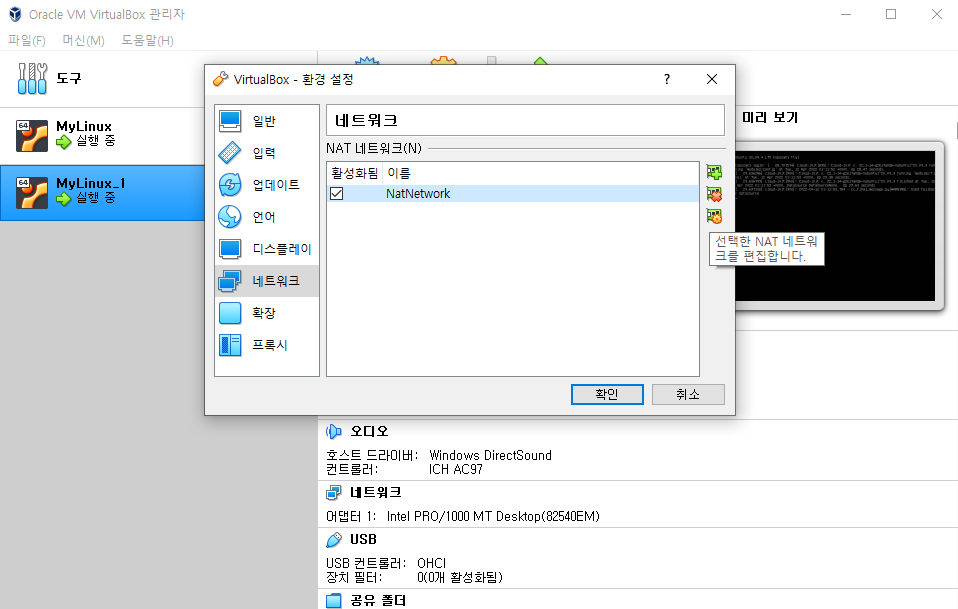 Oracle VM VirtualBox 관리자
파일(F) 머신(M) 도움말(H)
도구
64
MyLinux
실행 중
64
MyLinux_1
실행 중
VirtualBox - 환경 설정
?
일반
입력
업데이트
언어
디스플레이
네트워크
확장
프록시
네트워크
NAT 네트워크(N)
활성화됨 이름
NatNetwork
선택한 NAT 네트워
크를 편집합니다.
확인 취소
미리 보기
오디오
호스트 드라이버: Windows DirectSound
컨트롤러: ICH AC97
네트워크
어댑터 1: Intel PRO/1000 MT Desktop(82540EM)
USB
USB 컨트롤러: OHCI
장치 필터: 0(0개 활성화됨)
공유 폴더